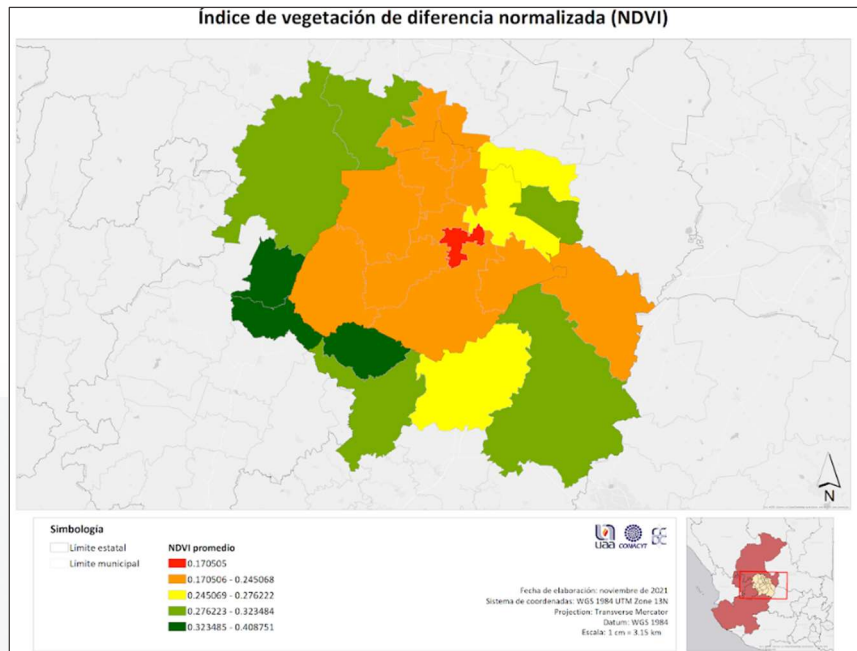 Índice de vegetación de diferencia normalizada (NDVI)
N
Simbología
Límite estatal
Límite municipal
NDVI promedio
0.170505
0.170506 - 0.245068
0.245069 - 0.276222
0.276223 - 0.323484
0.323485 - 0.408751
uaa
CONACYT
Fecha de elaboración: noviembre de 2021
Sistema de coordenadas: WGS 1984 UTM Zone 13N
Projection: Transverse Mercator
Datum: WGS 1984
Escala: 1 cm = 3.15 km